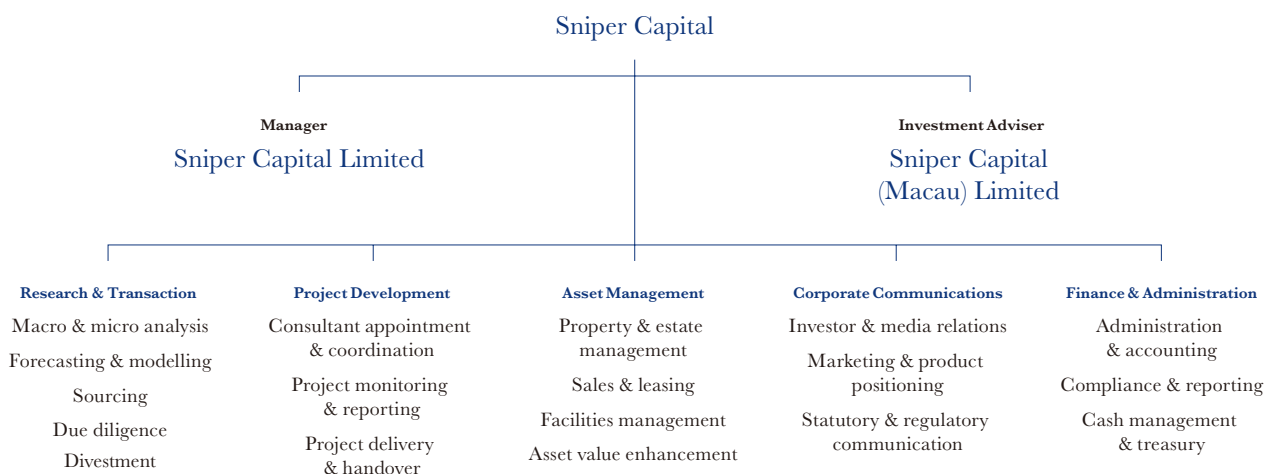 Sniper Capital
Manager
Sniper Capital Limited
Investment Adviser
Sniper Capital
(Macau) Limited
Research & Transaction
Macro & micro analysis
Forecasting & modelling
Sourcing
Due diligence
Divestment
Project Development
Consultant appointment
& coordination
Project monitoring
& reporting
Project delivery
& handover
Asset Management
Property & estate
management
Sales & leasing
Facilities management
Asset value enhancement
Corporate Communications
Investor & media relations
Marketing & product
positioning
Statutory & regulatory
communication
Finance & Administration
Administration
& accounting
Compliance & reporting
Cash management
& treasury